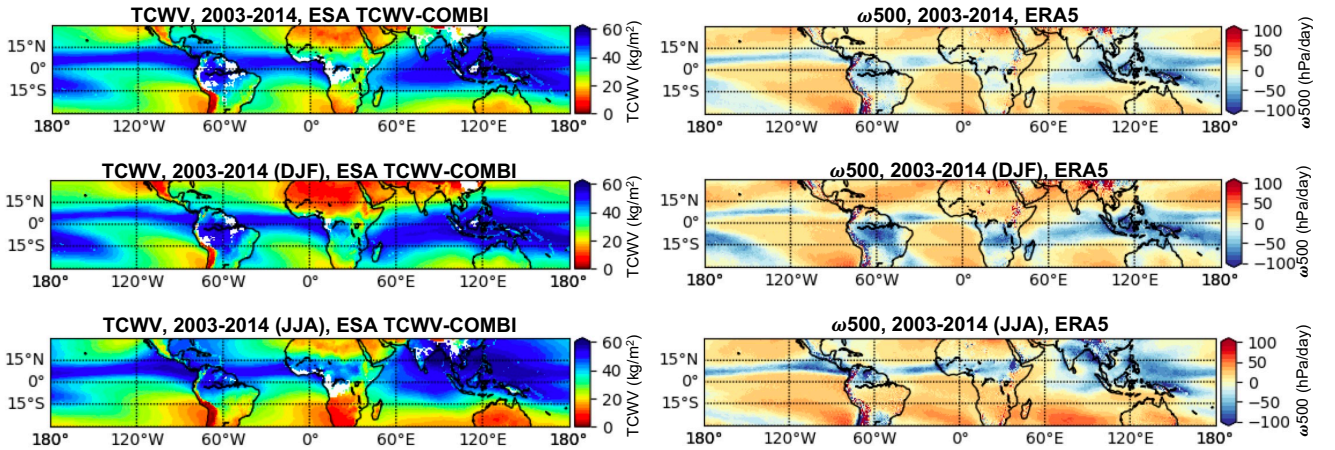 TCWV, 2003-2014, ESA TCWV-COMBI
15°N
0°
15°S
180° 120°W 60°W 0° 60°E 120°E 180°
60
40
20
0
TCWV (kg/m²)
ω500, 2003-2014, ERA5
15°N
0°
15°S
180° 120°W 60°W 0° 60°E 120°E 180°
100
50
0
−50
−100
ω500 (hPa/day)
TCWV, 2003-2014 (DJF), ESA TCWV-COMBI
15°N
0°
15°S
180° 120°W 60°W 0° 60°E 120°E 180°
60
40
20
0
TCWV (kg/m²)
ω500, 2003-2014 (DJF), ERA5
15°N
0°
15°S
180° 120°W 60°W 0° 60°E 120°E 180°
100
50
0
−50
−100
ω500 (hPa/day)
TCWV, 2003-2014 (JJA), ESA TCWV-COMBI
15°N
0°
15°S
180° 120°W 60°W 0° 60°E 120°E 180°
60
40
20
0
TCWV (kg/m²)
ω500, 2003-2014 (JJA), ERA5
15°N
0°
15°S
180° 120°W 60°W 0° 60°E 120°E 180°
100
50
0
−50
−100
ω500 (hPa/day)